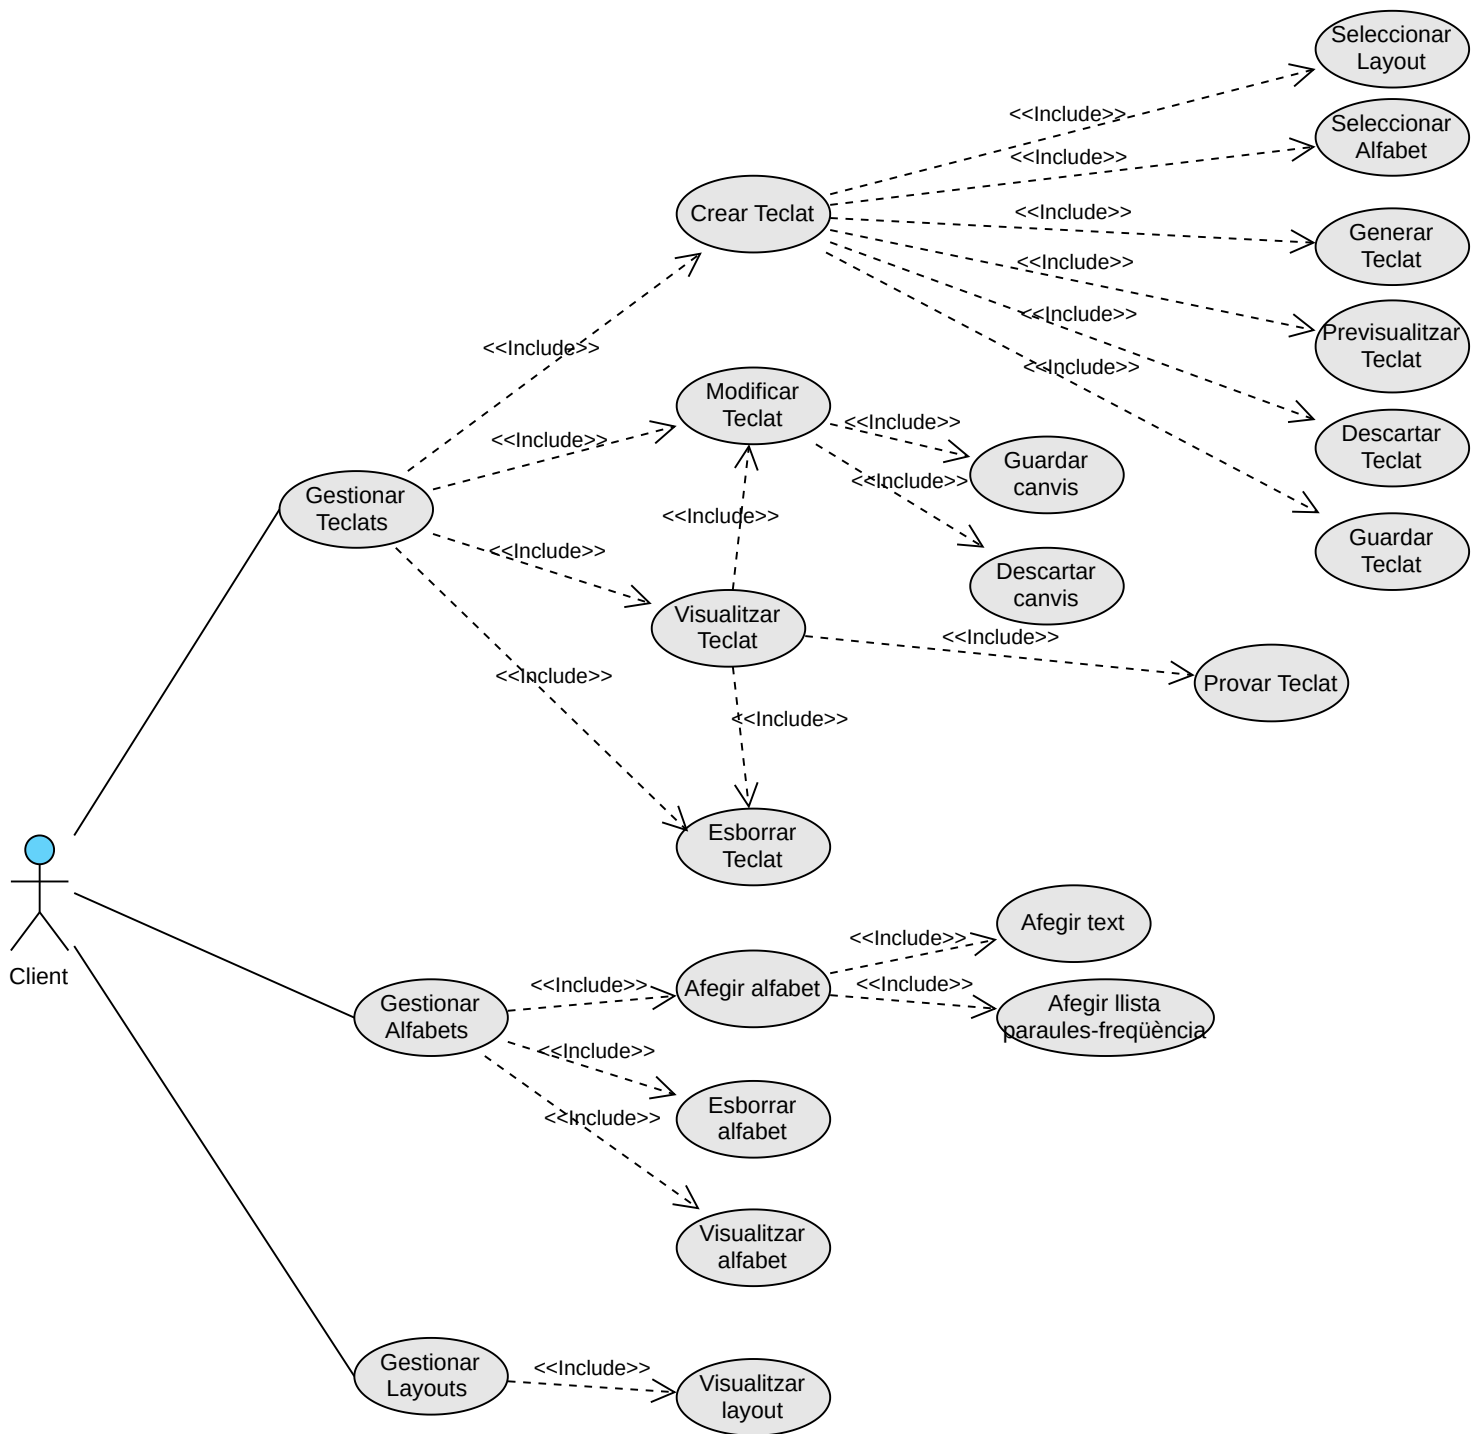 Seleccionar
Layout
<<Include>>
Seleccionar
Alfabet
<<Include>>
Crear Teclat
<<Include>>
Generar
Teclat
<<Include>>
Previsualitzar
Teclat
<<Include>>
<<Include>>
Descartar
Teclat
<<Include>>
Guardar
Teclat
Modificar
Teclat
<<Include>>
<<Include>>
Guardar
canvis
<<Include>>
Descartar
canvis
Gestionar
Teclats
<<Include>>
<<Include>>
Visualitzar
Teclat
<<Include>>
Provar Teclat
<<Include>>
<<Include>>
Esborrar
Teclat
Client
Gestionar
Alfabets
<<Include>>
Afegir alfabet
<<Include>>
Afegir text
<<Include>>
Afegir llista
paraules-freqüència
<<Include>>
Esborrar
alfabet
<<Include>>
Visualitzar
alfabet
Gestionar
Layouts
<<Include>>
Visualitzar
layout